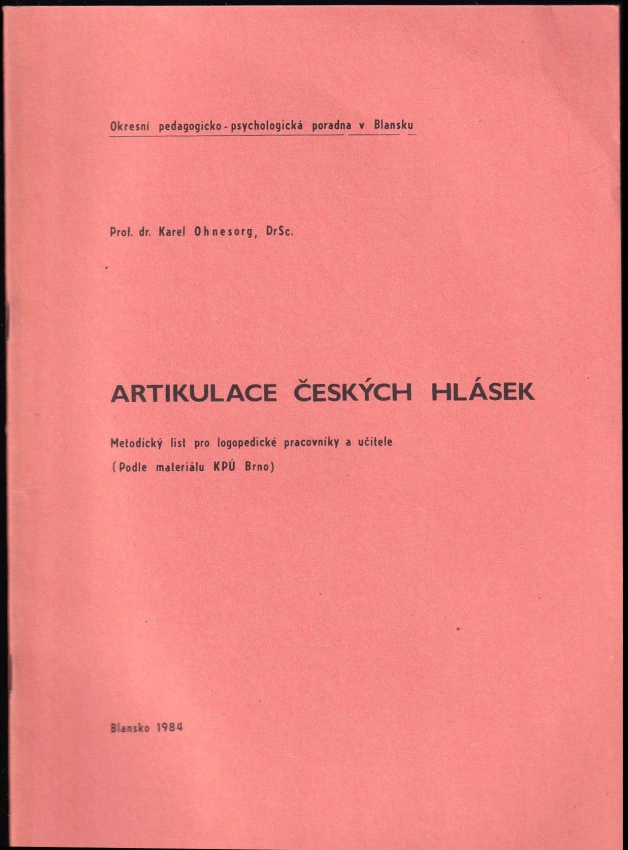 Okresní pedagogicko-psychologická poradna v Blansku
Prof. dr. Karel Ohnesorg, DrSc.
ARTIKULACE ČESKÝCH HLÁSEK
Metodický list pro logopedické pracovníky a učitele
(Podle materiálu KPÚ Brno)
Blansko 1984